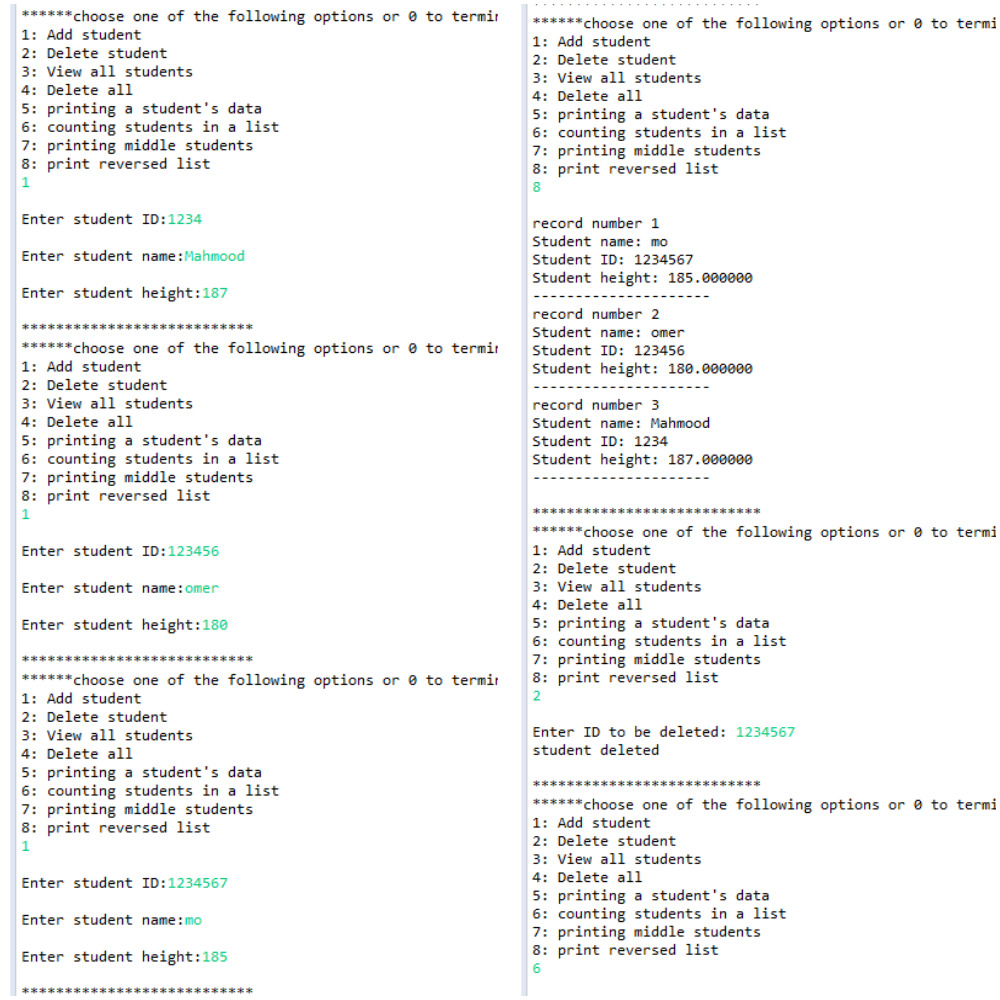 ******choose one of the following options or 0 to termin
1: Add student
2: Delete student
3: View all students
4: Delete all
5: printing a student's data
6: counting students in a list
7: printing middle students
8: print reversed list
1
Enter student ID:1234
Enter student name:Mahmood
Enter student height:187
***************************
******choose one of the following options or 0 to termin
1: Add student
2: Delete student
3: View all students
4: Delete all
5: printing a student's data
6: counting students in a list
7: printing middle students
8: print reversed list
1
Enter student ID:123456
Enter student name:omer
Enter student height:180
***************************
******choose one of the following options or 0 to termin
1: Add student
2: Delete student
3: View all students
4: Delete all
5: printing a student's data
6: counting students in a list
7: printing middle students
8: print reversed list
1
Enter student ID:1234567
Enter student name:mo
Enter student height:185
***************************
******choose one of the following options or 0 to termi
1: Add student
2: Delete student
3: View all students
4: Delete all
5: printing a student's data
6: counting students in a list
7: printing middle students
8: print reversed list
8
record number 1
Student name: mo
Student ID: 1234567
Student height: 185.000000
---------------------
record number 2
Student name: omer
Student ID: 123456
Student height: 180.000000
---------------------
record number 3
Student name: Mahmood
Student ID: 1234
Student height: 187.000000
---------------------
***************************
******choose one of the following options or 0 to termi
1: Add student
2: Delete student
3: View all students
4: Delete all
5: printing a student's data
6: counting students in a list
7: printing middle students
8: print reversed list
2
Enter ID to be deleted: 1234567
student deleted
***************************
******choose one of the following options or 0 to termi
1: Add student
2: Delete student
3: View all students
4: Delete all
5: printing a student's data
6: counting students in a list
7: printing middle students
8: print reversed list
6